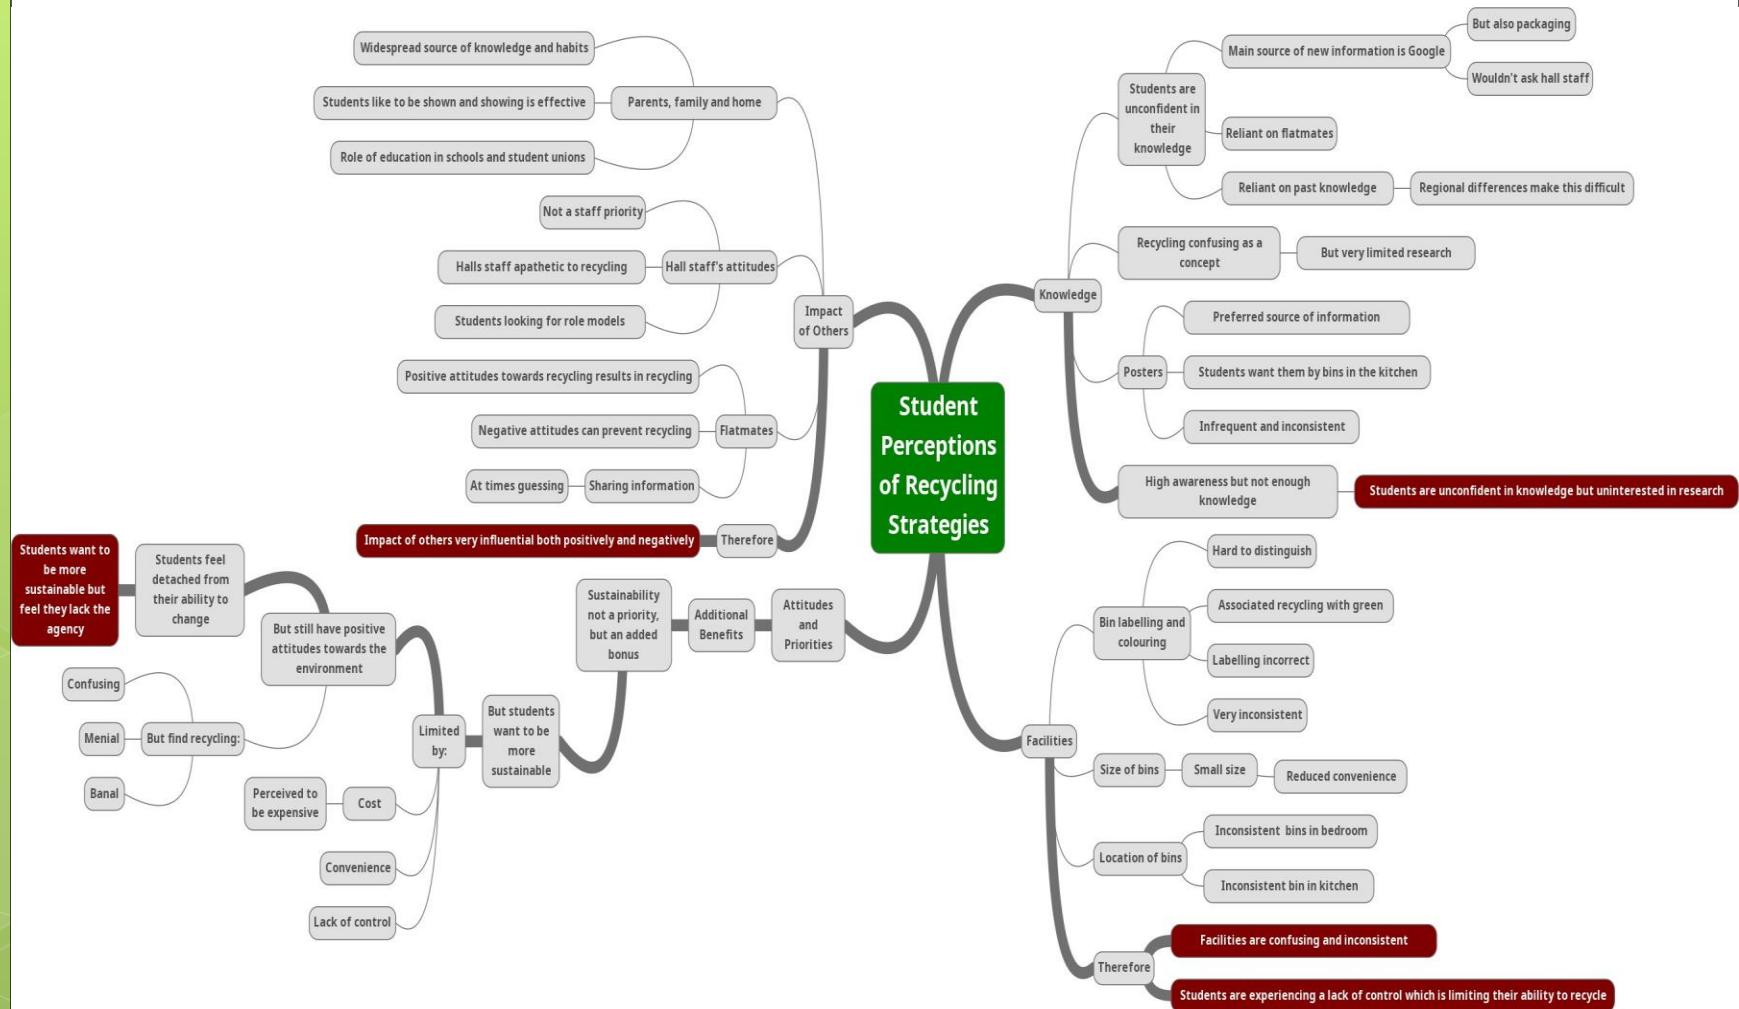 Student
Perceptions
of Recycling
Strategies
Impact
of Others
Parents, family and home
Widespread source of knowledge and habits
Students like to be shown and showing is effective
Role of education in schools and student unions
Hall staff's attitudes
Not a staff priority
Halls staff apathetic to recycling
Students looking for role models
Flatmates
Positive attitudes towards recycling results in recycling
Negative attitudes can prevent recycling
Sharing information
At times guessing
Therefore
Impact of others very influential both positively and negatively
Knowledge
Students are
unconfident in
their
knowledge
Main source of new information is Google
But also packaging
Wouldn't ask hall staff
Reliant on flatmates
Reliant on past knowledge
Regional differences make this difficult
Recycling confusing as a
concept
But very limited research
Posters
Preferred source of information
Students want them by bins in the kitchen
Infrequent and inconsistent
High awareness but not enough
knowledge
Students are unconfident in knowledge but uninterested in research
Attitudes
and
Priorities
Additional
Benefits
Sustainability
not a priority,
but an added
bonus
But students
want to be
more
sustainable
Limited
by:
But still have positive
attitudes towards the
environment
Students feel
detached from
their ability to
change
Students want to
be more
sustainable but
feel they lack the
agency
But find recycling:
Confusing
Menial
Banal
Cost
Perceived to
be expensive
Convenience
Lack of control
Facilities
Bin labelling and
colouring
Hard to distinguish
Associated recycling with green
Labelling incorrect
Very inconsistent
Size of bins
Small size
Reduced convenience
Location of bins
Inconsistent bins in bedroom
Inconsistent bin in kitchen
Therefore
Facilities are confusing and inconsistent
Students are experiencing a lack of control which is limiting their ability to recycle